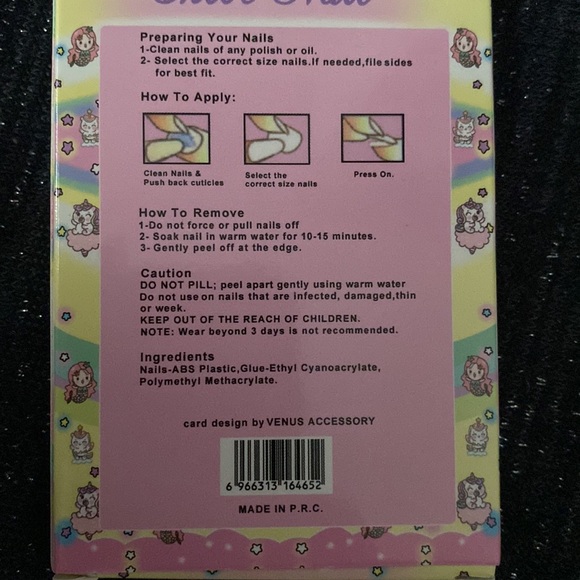 Nail
Preparing Your Nails
1-Clean nails of any polish or oil.
2- Select the correct size nails.If needed,file sides
for best fit.
How To Apply:
Clean Nails &
Push back cuticles
Select the
correct size nails
Press On.
How To Remove
1-Do not force or pull nails off
2- Soak nail in warm water for 10-15 minutes.
3- Gently peel off at the edge.
Caution
DO NOT PILL; peel apart gently using warm water
Do not use on nails that are infected, damaged,thin
or week.
KEEP OUT OF THE REACH OF CHILDREN.
NOTE: Wear beyond 3 days is not recommended.
Ingredients
Nails-ABS Plastic,Glue-Ethyl Cyanoacrylate,
Polymethyl Methacrylate.
card design by VENUS ACCESSORY
6 966313 164652
MADE IN P.R.C.